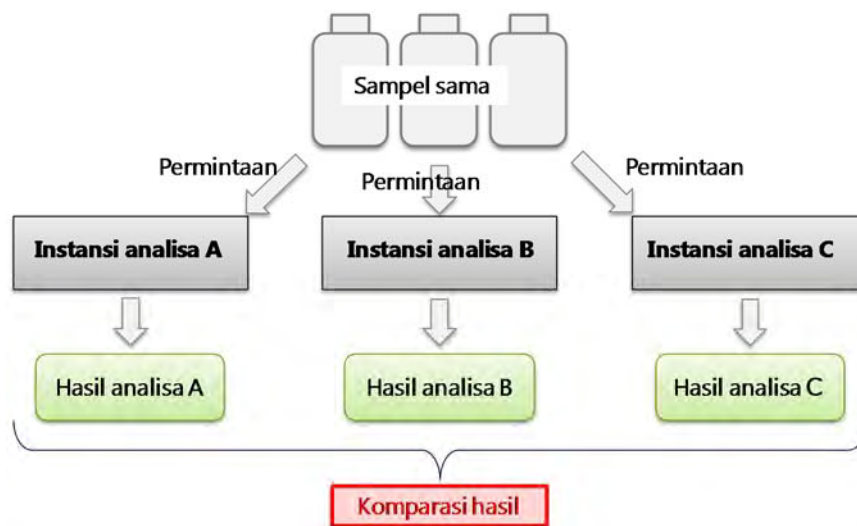 Sampel sama
Permintaan
Permintaan
Permintaan
Instansi analisa A
Instansi analisa B
Instansi analisa C
Hasil analisa A
Hasil analisa B
Hasil analisa C
Komparasi hasil